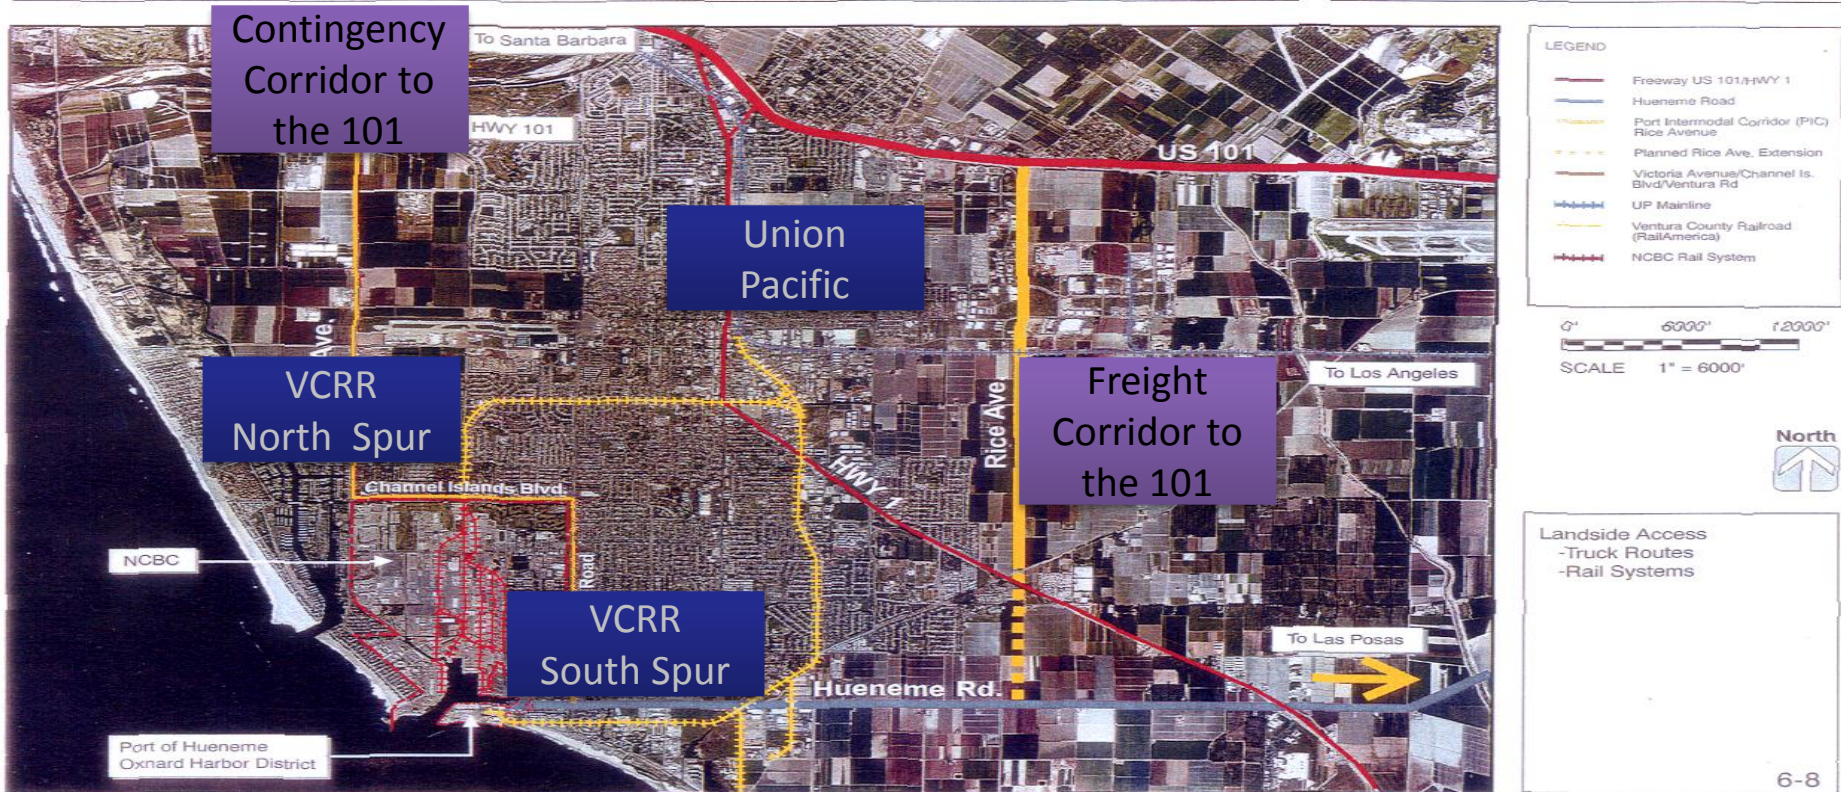 Contingency
Corridor to
the 101
To Santa Barbara
HWY 101
US 101
Union
Pacific
Ave.
VCRR
North Spur
To Los Angeles
Rice Ave
Freight
Corridor to
the 101
HWY 1
Channel Islands Blvd.
NCBC
Road
VCRR
South Spur
To Las Posas
Hueneme Rd.
Port of Hueneme
Oxnard Harbor District
LEGEND
Freeway US 101/HWY 1
Hueneme Road
Port Intermodal Corridor (PIC)
Rice Avenue
Planned Rice Ave. Extension
Victoria Avenue/Channel Is.
Blvd/Ventura Rd
UP Mainline
Ventura County Railroad
(RailAmerica)
NCBC Rail System
0' 6000' 12000'
SCALE 1" = 6000'
North
Landside Access
-Truck Routes
-Rail Systems
6-8